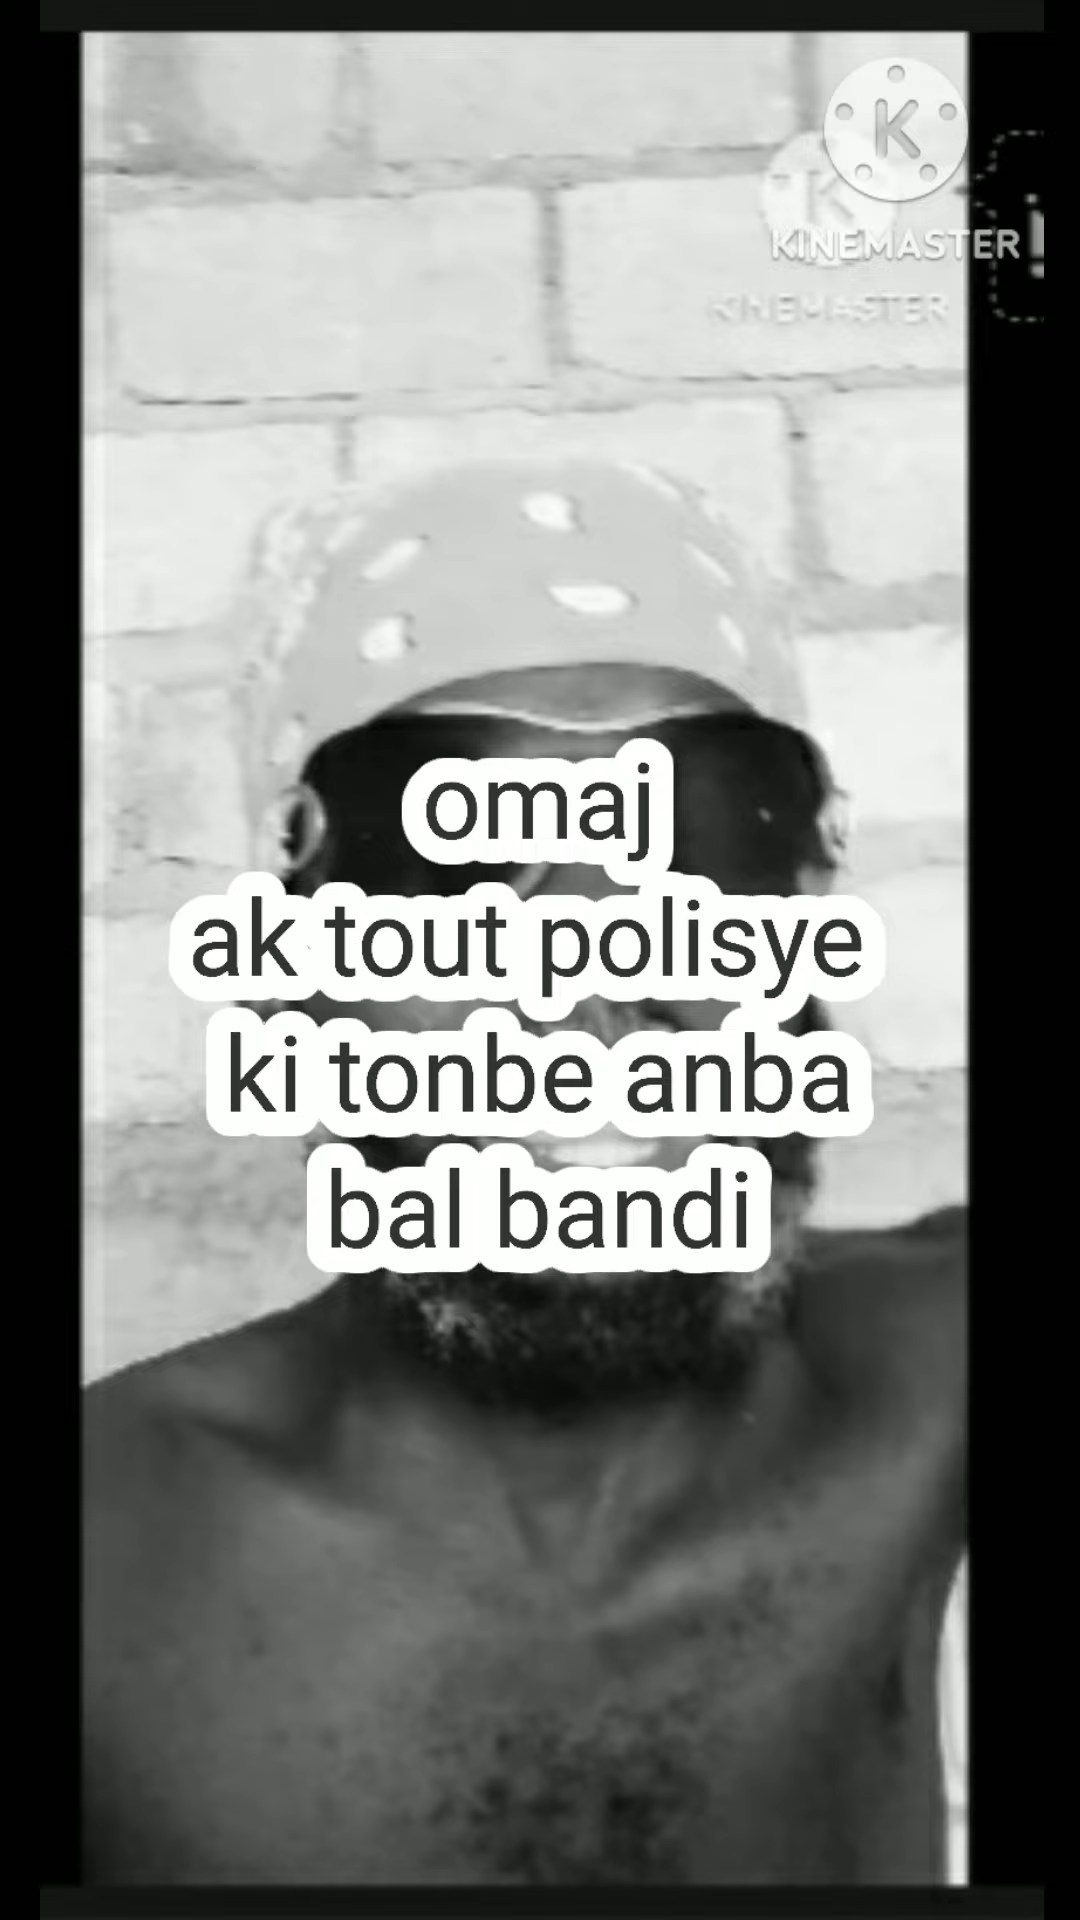 K
KINEMASTER
K
KINEMASTER
omaj
ak tout polisye
ki tonbe anba
bal bandi